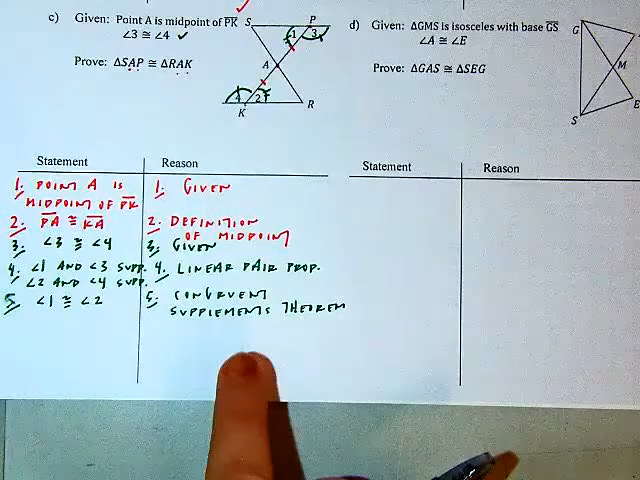 c) Given: Point A is midpoint of PK
∠3 ≅ ∠4 ✓
Prove: ΔSAP ≅ ΔRAK
S P
1 3
A
4 2
K R
d) Given: ΔGMS is isosceles with base GS
∠A ≅ ∠E
Prove: ΔGAS ≅ ΔSEG
G
M
S E
Statement Reason
1. POINT A IS MIDPOINT OF PK 1. GIVEN
2. PA ≅ KA 2. DEFINITION OF MIDPOINT
3. ∠3 ≅ ∠4 3. GIVEN
4. ∠1 AND ∠3 SUPP. 4. LINEAR PAIR PROP.
∠2 AND ∠4 SUPP.
5. ∠1 ≅ ∠2 5. CONGRUENT
SUPPLEMENTS THEOREM
Statement Reason